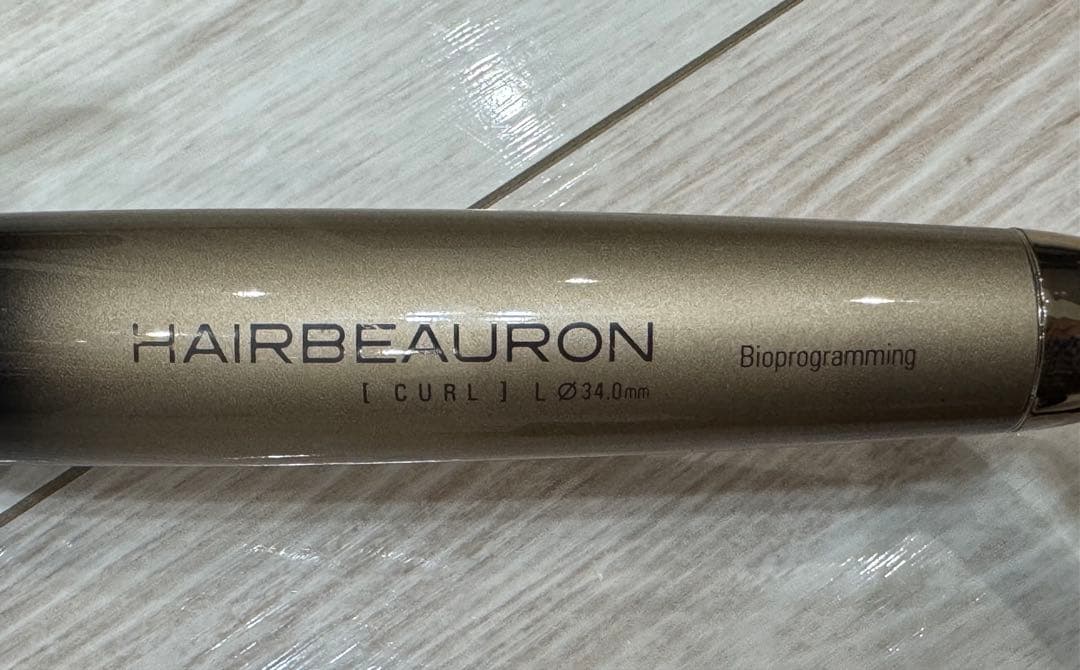 HAIRBEAURON
[ CURL ] L Ø34.0mm
Bioprogramming